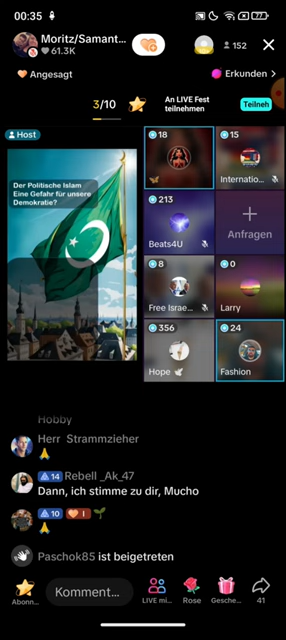 00:35
77
Moritz/Samant...
61.3K
152
Angesagt
Erkunden >
3/10
An LIVE Fest
teilnehmen
Teilneh
Host
Der Politische Islam
Eine Gefahr für unsere
Demokratie?
18
15
Internatio...
213
Beats4U
Anfragen
8
Free Israe...
0
Larry
356
Hope
24
Fashion
Hobby
Herr Strammzieher
🙏
14 Rebell _Ak_47
Dann, ich stimme zu dir, Mucho
10 I
🙏
Paschok85 ist beigetreten
Abonn...
Komment...
LIVE mi...
Rose
Gesche...
41